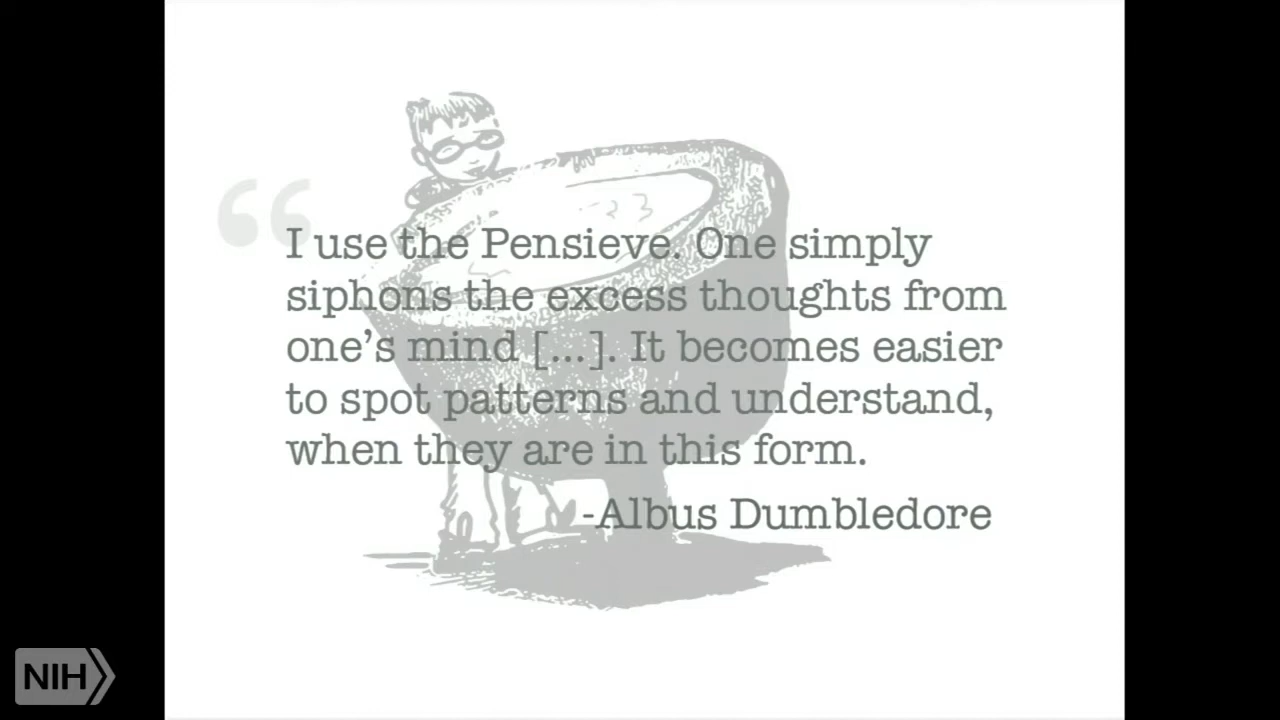 “
I use the Pensieve. One simply
siphons the excess thoughts from
one’s mind [...]. It becomes easier
to spot patterns and understand,
when they are in this form.
-Albus Dumbledore
NIH